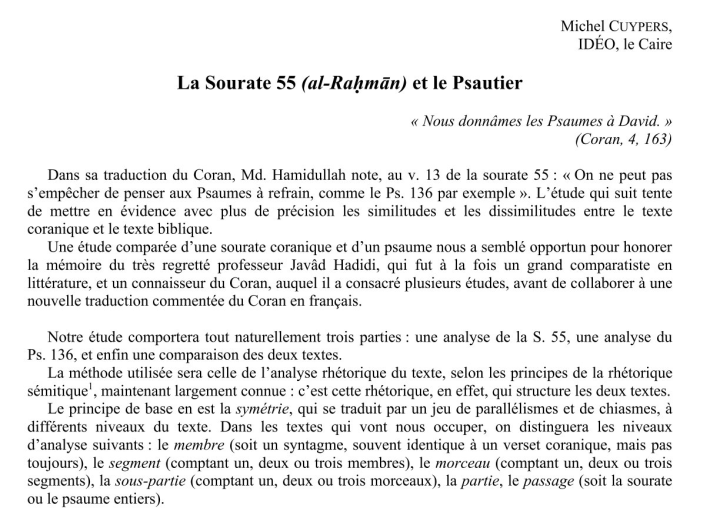 Michel CUYPERS,
IDÉO, le Caire
La Sourate 55 (al-Raḥmān) et le Psautier
« Nous donnâmes les Psaumes à David. »
(Coran, 4, 163)
Dans sa traduction du Coran, Md. Hamidullah note, au v. 13 de la sourate 55 : « On ne peut pas
s’empêcher de penser aux Psaumes à refrain, comme le Ps. 136 par exemple ». L’étude qui suit tente
de mettre en évidence avec plus de précision les similitudes et les dissimilitudes entre le texte
coranique et le texte biblique.
Une étude comparée d’une sourate coranique et d’un psaume nous a semblé opportun pour honorer
la mémoire du très regretté professeur Javâd Hadidi, qui fut à la fois un grand comparatiste en
littérature, et un connaisseur du Coran, auquel il a consacré plusieurs études, avant de collaborer à une
nouvelle traduction commentée du Coran en français.
Notre étude comportera tout naturellement trois parties : une analyse de la S. 55, une analyse du
Ps. 136, et enfin une comparaison des deux textes.
La méthode utilisée sera celle de l’analyse rhétorique du texte, selon les principes de la rhétorique
sémitique¹, maintenant largement connue : c’est cette rhétorique, en effet, qui structure les deux textes.
Le principe de base en est la symétrie, qui se traduit par un jeu de parallélismes et de chiasmes, à
différents niveaux du texte. Dans les textes qui vont nous occuper, on distinguera les niveaux
d’analyse suivants : le membre (soit un syntagme, souvent identique à un verset coranique, mais pas
toujours), le segment (comptant un, deux ou trois membres), le morceau (comptant un, deux ou trois
segments), la sous-partie (comptant un, deux ou trois morceaux), la partie, le passage (soit la sourate
ou le psaume entiers).